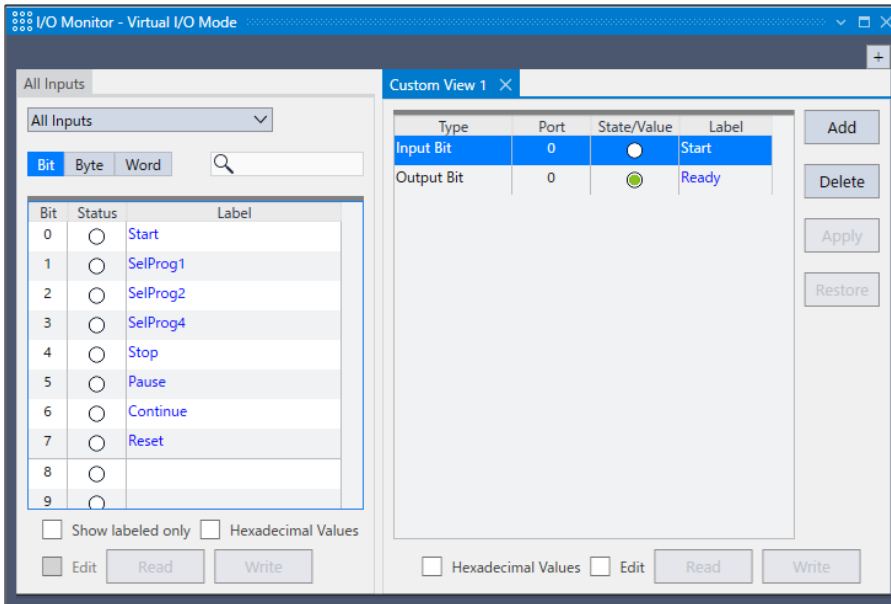 I/O Monitor - Virtual I/O Mode
+
All Inputs
All Inputs
Bit Byte Word
Bit Status Label
0 Start
1 SelProg1
2 SelProg2
3 SelProg4
4 Stop
5 Pause
6 Continue
7 Reset
8
9
Show labeled only Hexadecimal Values
Edit Read Write
Custom View 1
Type Port State/Value Label
Input Bit 0 Start
Output Bit 0 Ready
Add
Delete
Apply
Restore
Hexadecimal Values Edit Read Write